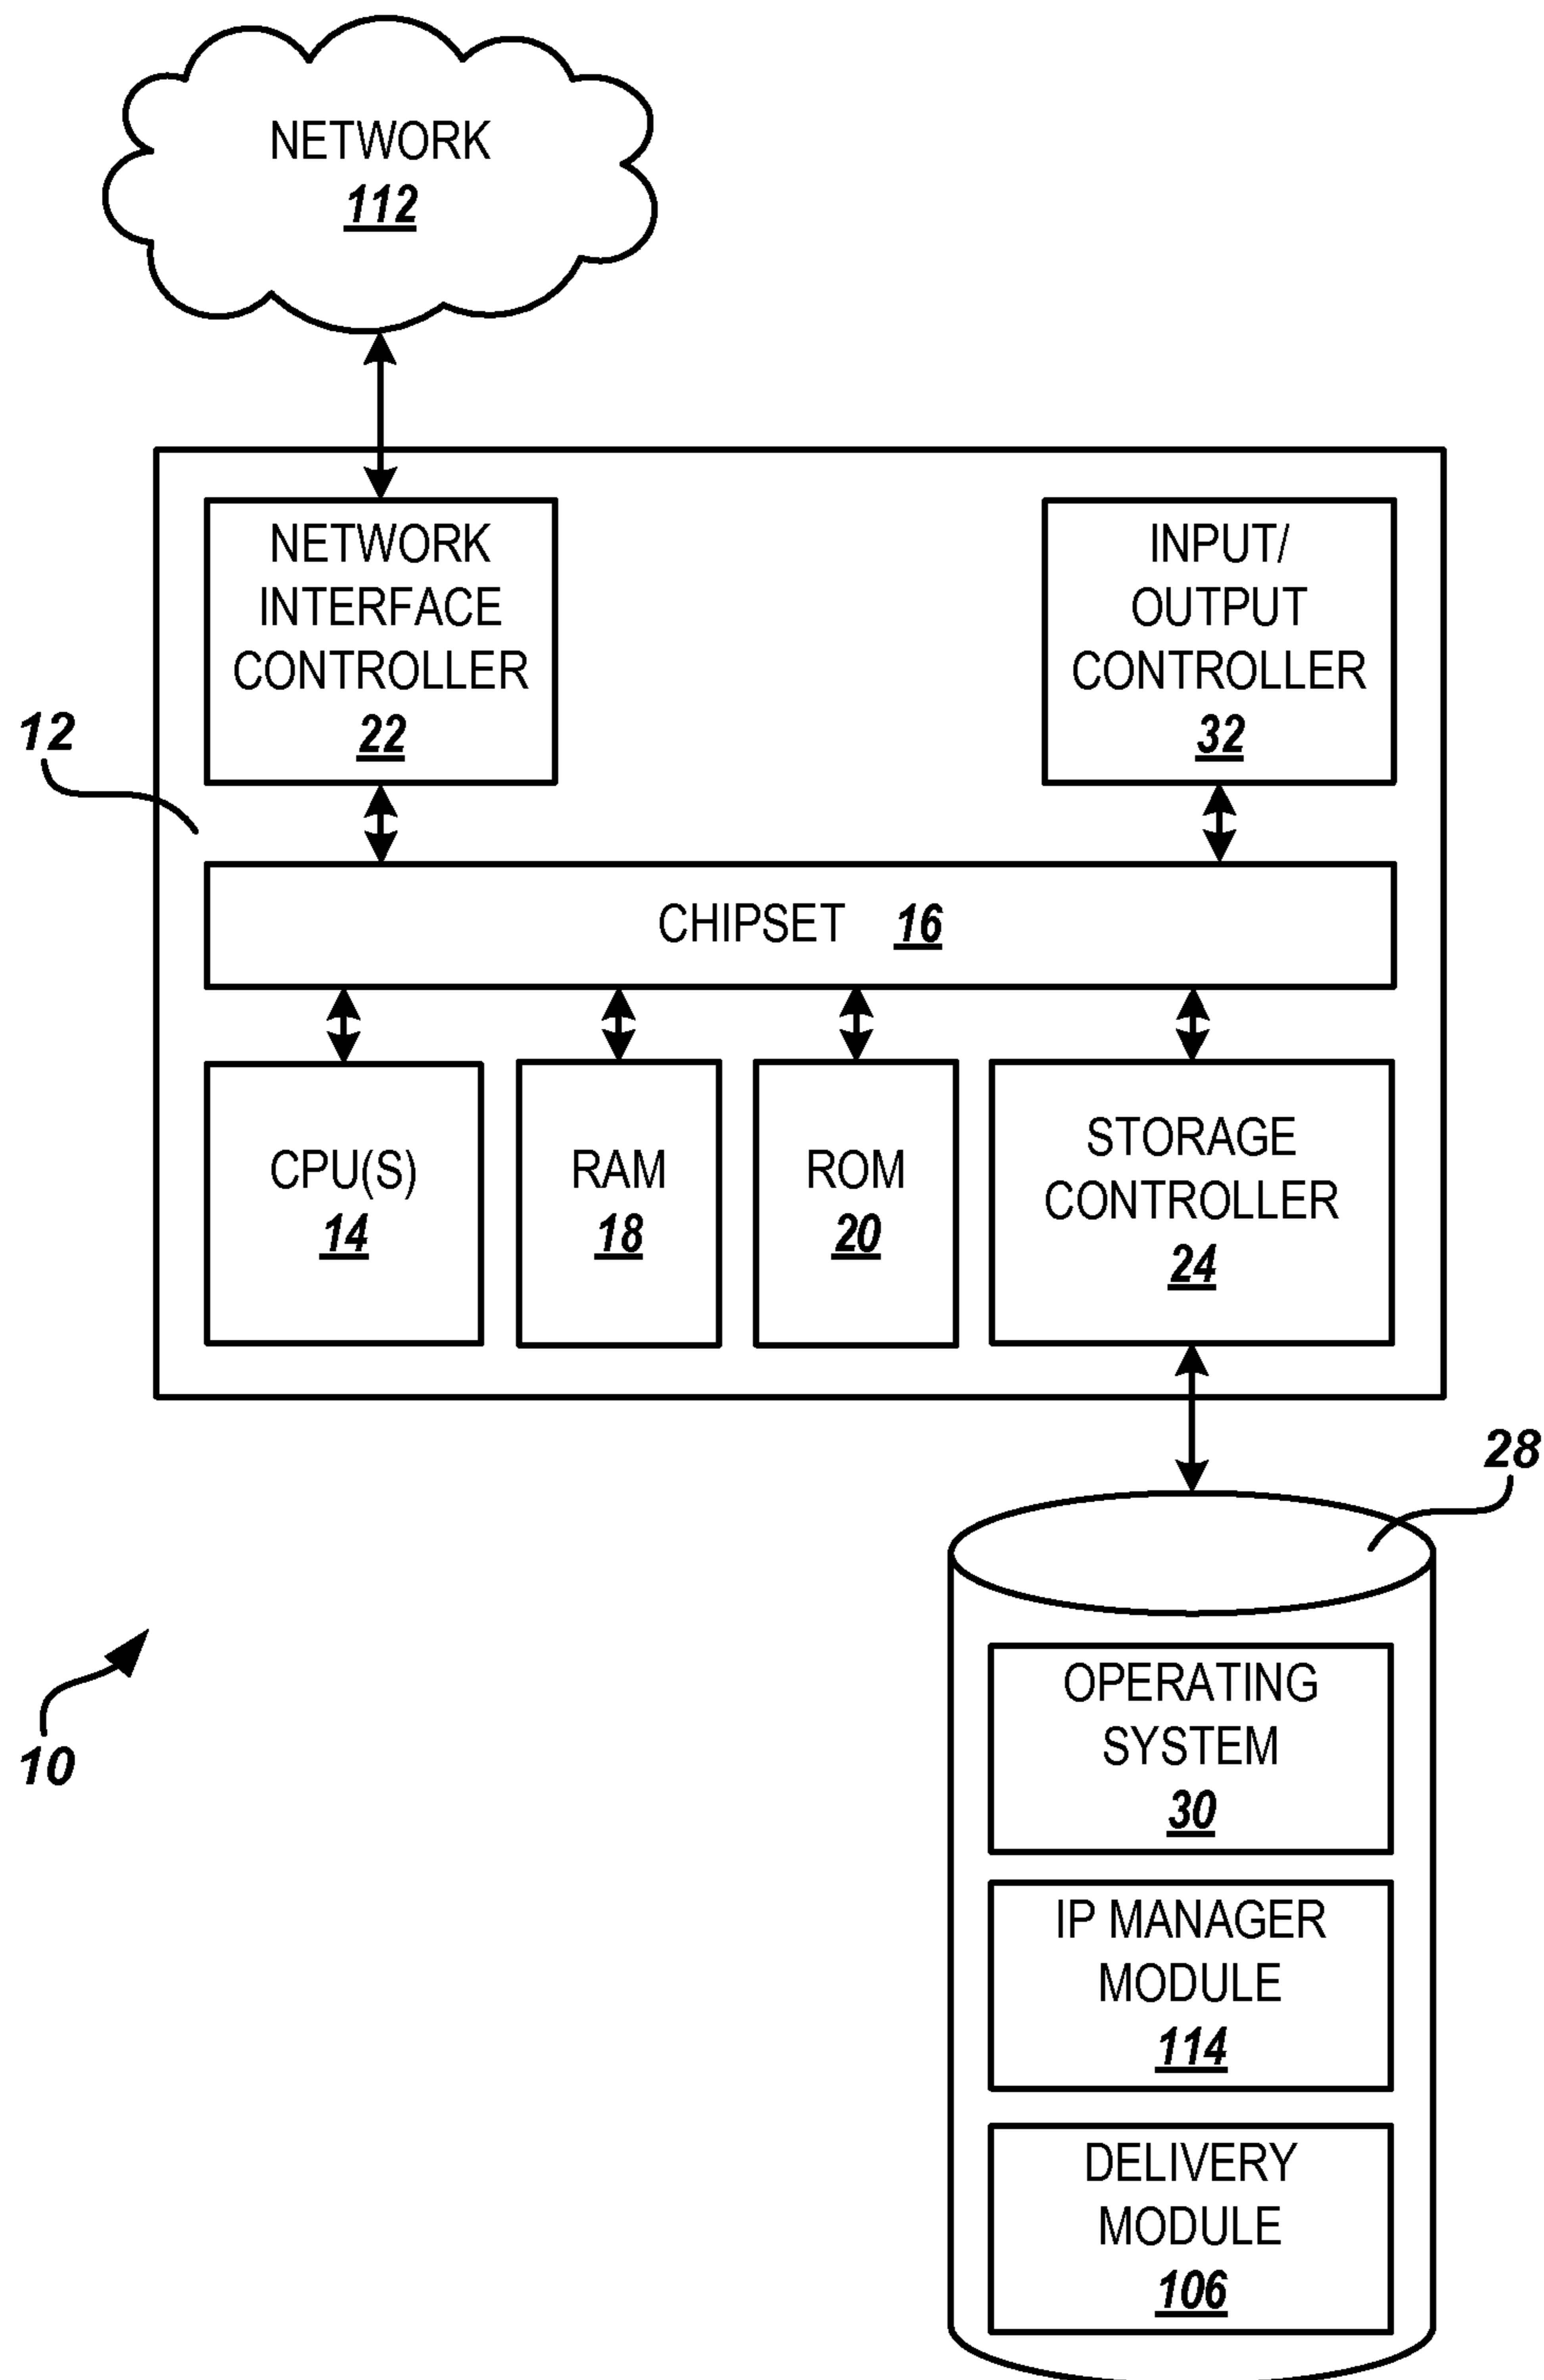 NETWORK
112
NETWORK
INTERFACE
CONTROLLER
22
INPUT/
OUTPUT
CONTROLLER
32
12
CHIPSET 16
CPU(S)
14
RAM
18
ROM
20
STORAGE
CONTROLLER
24
28
OPERATING
SYSTEM
30
10
IP MANAGER
MODULE
114
DELIVERY
MODULE
106